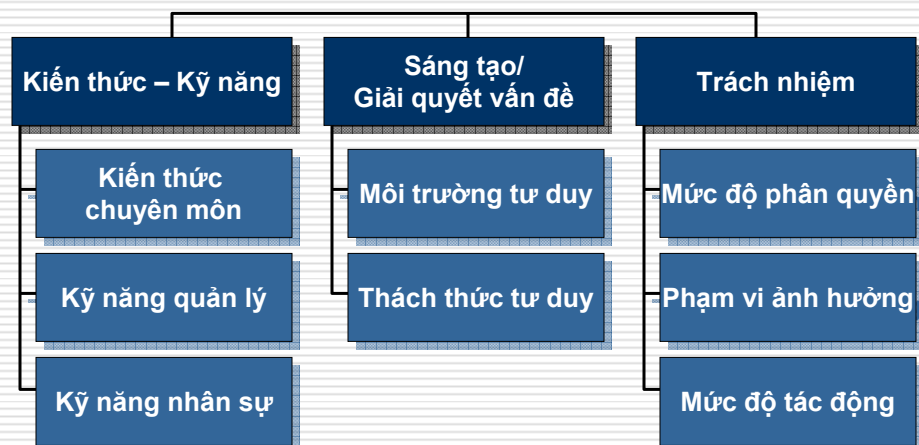 Kiến thức – Kỹ năng
Kiến thức
chuyên môn
Kỹ năng quản lý
Kỹ năng nhân sự
Sáng tạo/
Giải quyết vấn đề
Môi trường tư duy
Thách thức tư duy
Trách nhiệm
Mức độ phân quyền
Phạm vi ảnh hưởng
Mức độ tác động